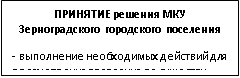 ПРИНЯТИЕ решения МКУ
Зерноградского городского поселения
- выполнение необходимых действий для